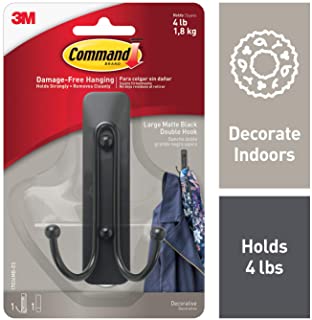 3M
Holds
4 lb
1,8 kg
Command
BRAND
Damage-Free Hanging
Holds Strongly • Removes Cleanly
Para colgar sin dañar
Large Matte Black
Double Hook
Decorative
1
Decorate
Indoors
Holds
4 lbs